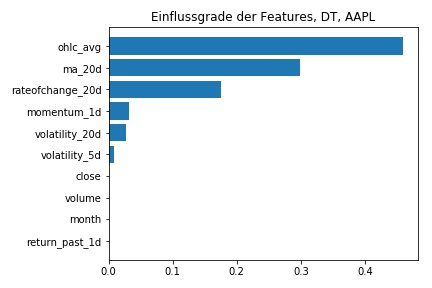 Einflussgrade der Features, DT, AAPL
ohlc_avg
ma_20d
rateofchange_20d
momentum_1d
volatility_20d
volatility_5d
close
volume
month
return_past_1d
0.0 0.1 0.2 0.3 0.4